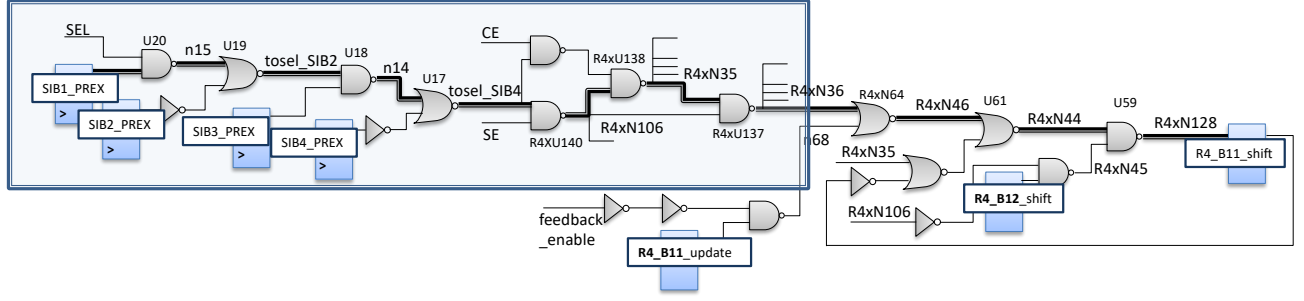 SEL
U20
n15
U19
tosel_SIB2
U18
n14
U17
tosel_SIB4
CE
R4xU138
R4xN35
R4xN36
R4xN64
R4xN46
U61
R4xN44
U59
R4xN128
SIB1_PREX
>
SIB2_PREX
>
SIB3_PREX
>
SIB4_PREX
>
SE
R4XU140
R4xN106
R4xU137
n68
R4xN35
R4xN45
R4_B11_shift
R4_B12_shift
R4xN106
feedback
_enable
R4_B11_update